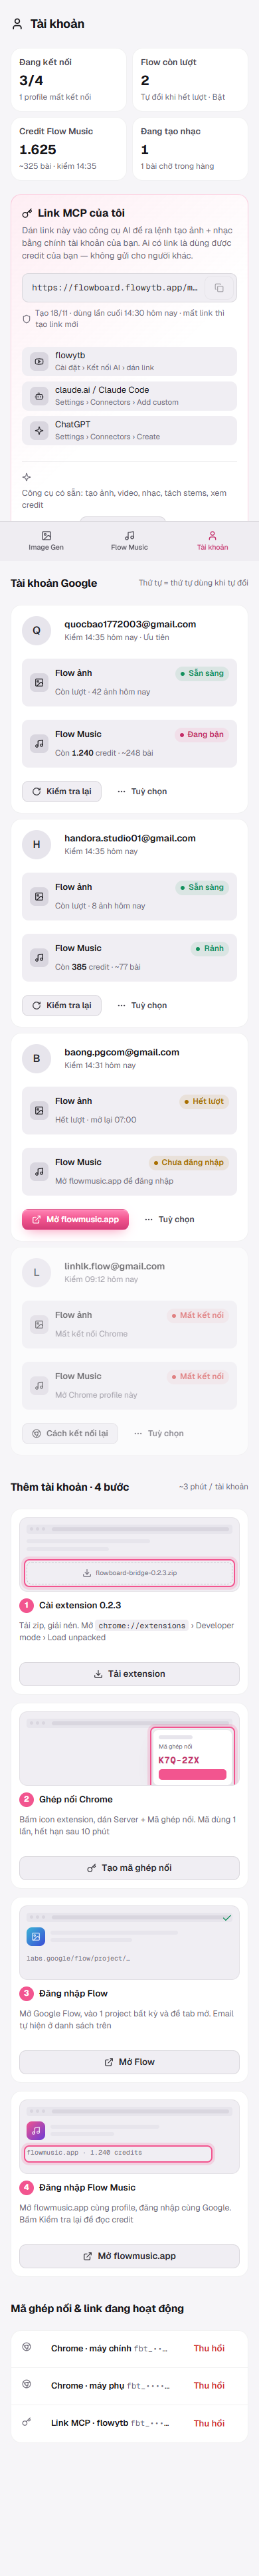 Tài khoản
Đang kết nối
3/4
1 profile mất kết nối
Flow còn lượt
2
Tự đổi khi hết lượt · Bật
Credit Flow Music
1.625
~325 bài · kiểm 14:35
Đang tạo nhạc
1
1 bài chờ trong hàng
Link MCP của tôi
Dán link này vào công cụ AI để ra lệnh tạo ảnh + nhạc
bằng chính tài khoản của bạn. Ai có link là dùng được
credit của bạn — không gửi cho người khác.
https://flowboard.flowytb.app/m…
Tạo 18/11 · dùng lần cuối 14:30 hôm nay · mất link thì
tạo link mới
flowytb
Cài đặt › Kết nối AI › dán link
claude.ai / Claude Code
Settings › Connectors › Add custom
ChatGPT
Settings › Connectors › Create
Công cụ có sẵn: tạo ảnh, video, nhạc, tách stems, xem
credit
Image Gen
Flow Music
Tài khoản
Tài khoản Google
Thứ tự = thứ tự dùng khi tự đổi
Q
quocbao1772003@gmail.com
Kiểm 14:35 hôm nay · Ưu tiên
Flow ảnh
Sẵn sàng
Còn lượt · 42 ảnh hôm nay
Flow Music
Đang bận
Còn 1.240 credit · ~248 bài
Kiểm tra lại
Tuỳ chọn
H
handora.studio01@gmail.com
Kiểm 14:35 hôm nay
Flow ảnh
Sẵn sàng
Còn lượt · 8 ảnh hôm nay
Flow Music
Rảnh
Còn 385 credit · ~77 bài
Kiểm tra lại
Tuỳ chọn
B
baong.pgcom@gmail.com
Kiểm 14:31 hôm nay
Flow ảnh
Hết lượt
Hết lượt · mở lại 07:00
Flow Music
Chưa đăng nhập
Mở flowmusic.app để đăng nhập
Mở flowmusic.app
Tuỳ chọn
L
linhlk.flow@gmail.com
Kiểm 09:12 hôm nay
Flow ảnh
Mất kết nối
Mất kết nối Chrome
Flow Music
Mất kết nối
Mở Chrome profile này
Cách kết nối lại
Tuỳ chọn
Thêm tài khoản · 4 bước
~3 phút / tài khoản
flowboard-bridge-0.2.3.zip
1 Cài extension 0.2.3
Tải zip, giải nén. Mở chrome://extensions › Developer
mode › Load unpacked
Tải extension
Mã ghép nối
K7Q-2ZX
2 Ghép nối Chrome
Bấm icon extension, dán Server + Mã ghép nối. Mã dùng 1
lần, hết hạn sau 10 phút
Tạo mã ghép nối
labs.google/flow/project/…
3 Đăng nhập Flow
Mở Google Flow, vào 1 project bất kỳ và để tab mở. Email
tự hiện ở danh sách trên
Mở Flow
flowmusic.app · 1.240 credits
4 Đăng nhập Flow Music
Mở flowmusic.app cùng profile, đăng nhập cùng Google.
Bấm Kiểm tra lại để đọc credit
Mở flowmusic.app
Mã ghép nối & link đang hoạt động
Chrome · máy chính fbt_··…
Thu hồi
Chrome · máy phụ fbt_····…
Thu hồi
Link MCP · flowytb fbt_···…
Thu hồi